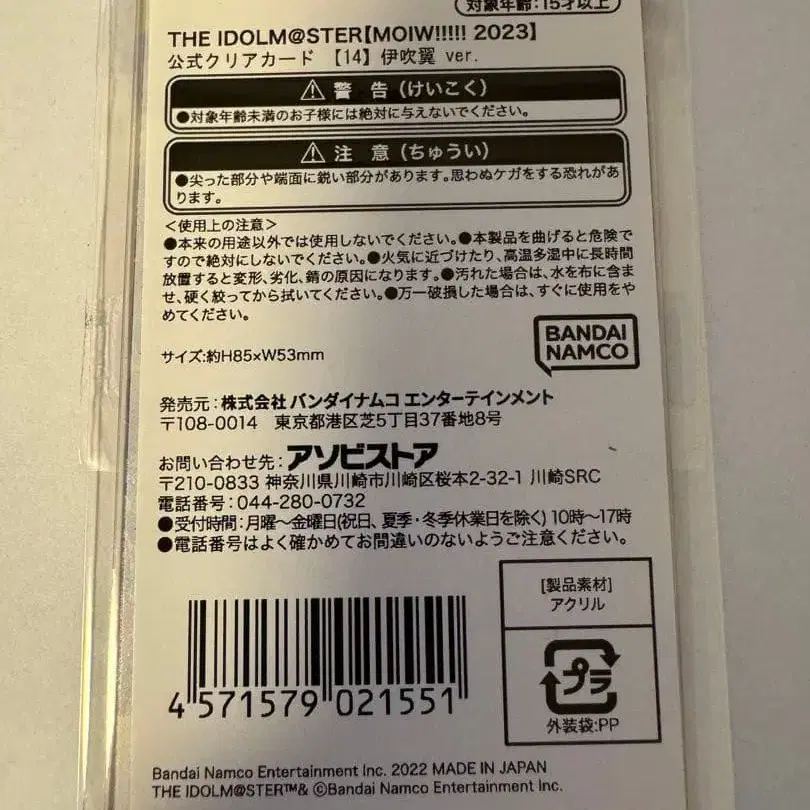 対象年齢:15才以上
THE IDOLM@STER【MOIW!!!!! 2023】
公式クリアカード 【14】伊吹翼 ver.
警 告(けいこく)
●対象年齢未満のお子様には絶対に与えないでください。
注 意(ちゅうい)
●尖った部分や端面に鋭い部分があります。思わぬケガをする恐れがあ
ります。
<使用上の注意>
●本来の用途以外では使用しないでください。●本製品を曲げると危険で
すので絶対にしないでください。●火気に近づけたり、高温多湿中に長時間
放置すると変形、劣化、錆の原因になります。●汚れた場合は、水を布に含ま
せ、硬く絞ってから拭いてください。●万一破損した場合は、すぐに使用をや
めてください。
サイズ:約H85×W53mm
BANDAI
NAMCO
発売元:株式会社 バンダイナムコ エンターテインメント
〒108-0014 東京都港区芝5丁目37番地8号
お問い合わせ先:アソビストア
〒210-0833 神奈川県川崎市川崎区桜本2-32-1 川崎SRC
電話番号:044-280-0732
●受付時間:月曜~金曜日(祝日、夏季・冬季休業日を除く) 10時~17時
●電話番号はよく確かめてお間違いのないようご注意ください。
[製品素材]
アクリル
プラ
外装袋:PP
4 571579 021551
Bandai Namco Entertainment Inc. 2022 MADE IN JAPAN
THE IDOLM@STER™& ©Bandai Namco Entertainment Inc.